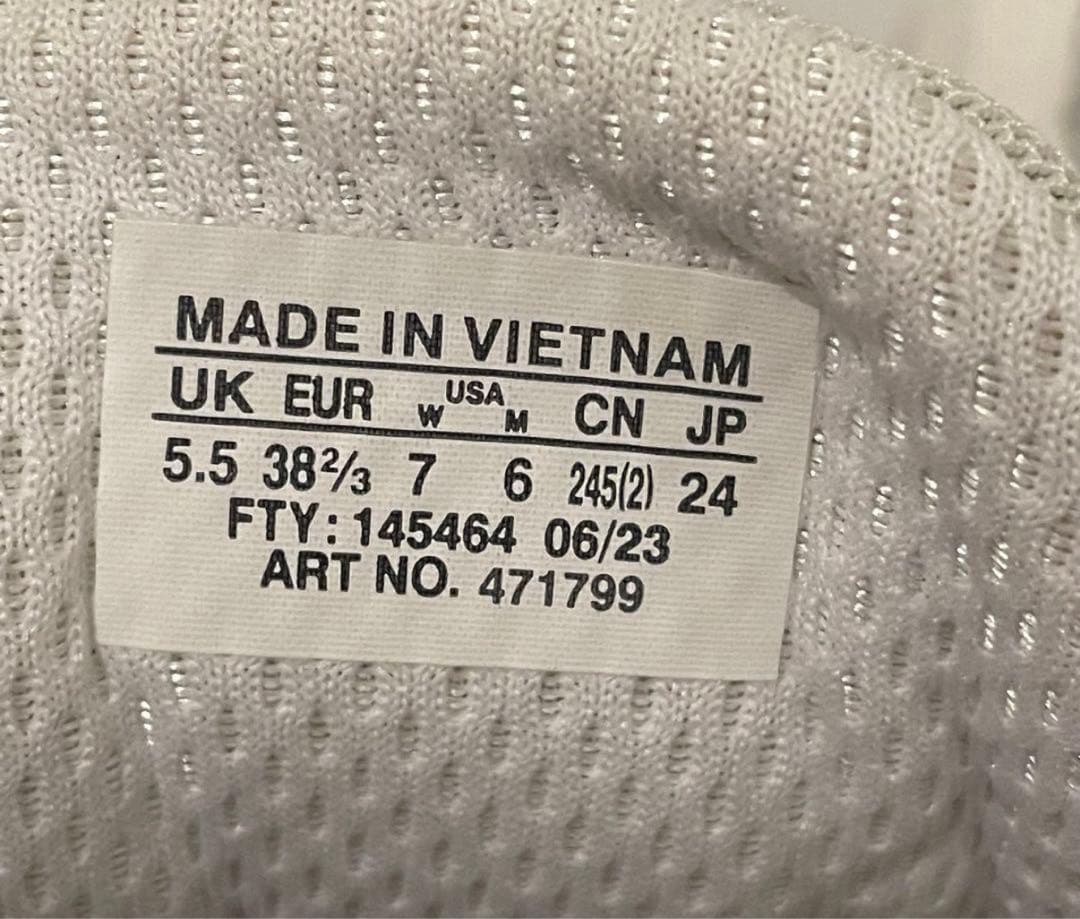 MADE IN VIETNAM
UK EUR W USA M CN JP
5.5 38⅔ 7 6 245(2) 24
FTY: 145464 06/23
ART NO. 471799